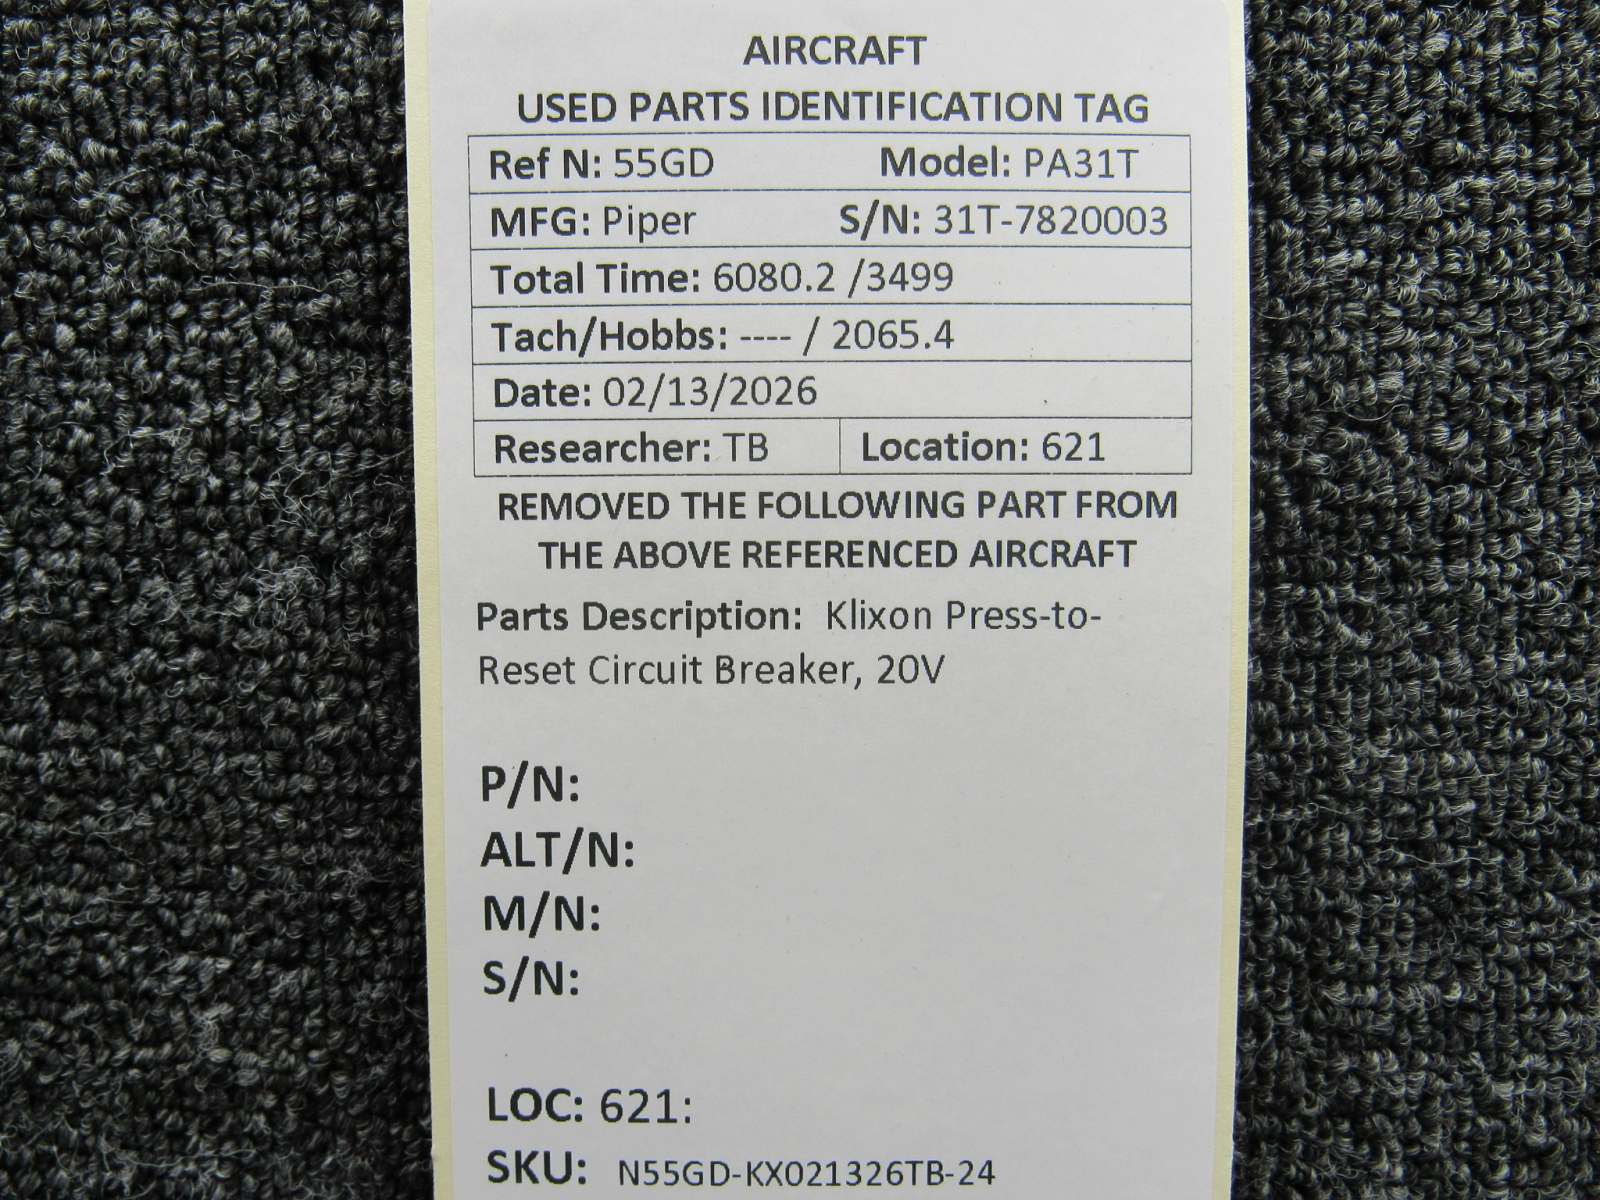 AIRCRAFT
USED PARTS IDENTIFICATION TAG
Ref N: 55GD Model: PA31T
MFG: Piper S/N: 31T-7820003
Total Time: 6080.2 /3499
Tach/Hobbs: ---- / 2065.4
Date: 02/13/2026
Researcher: TB Location: 621
REMOVED THE FOLLOWING PART FROM
THE ABOVE REFERENCED AIRCRAFT
Parts Description: Klixon Press-to-
Reset Circuit Breaker, 20V
P/N:
ALT/N:
M/N:
S/N:
LOC: 621:
SKU: N55GD-KX021326TB-24